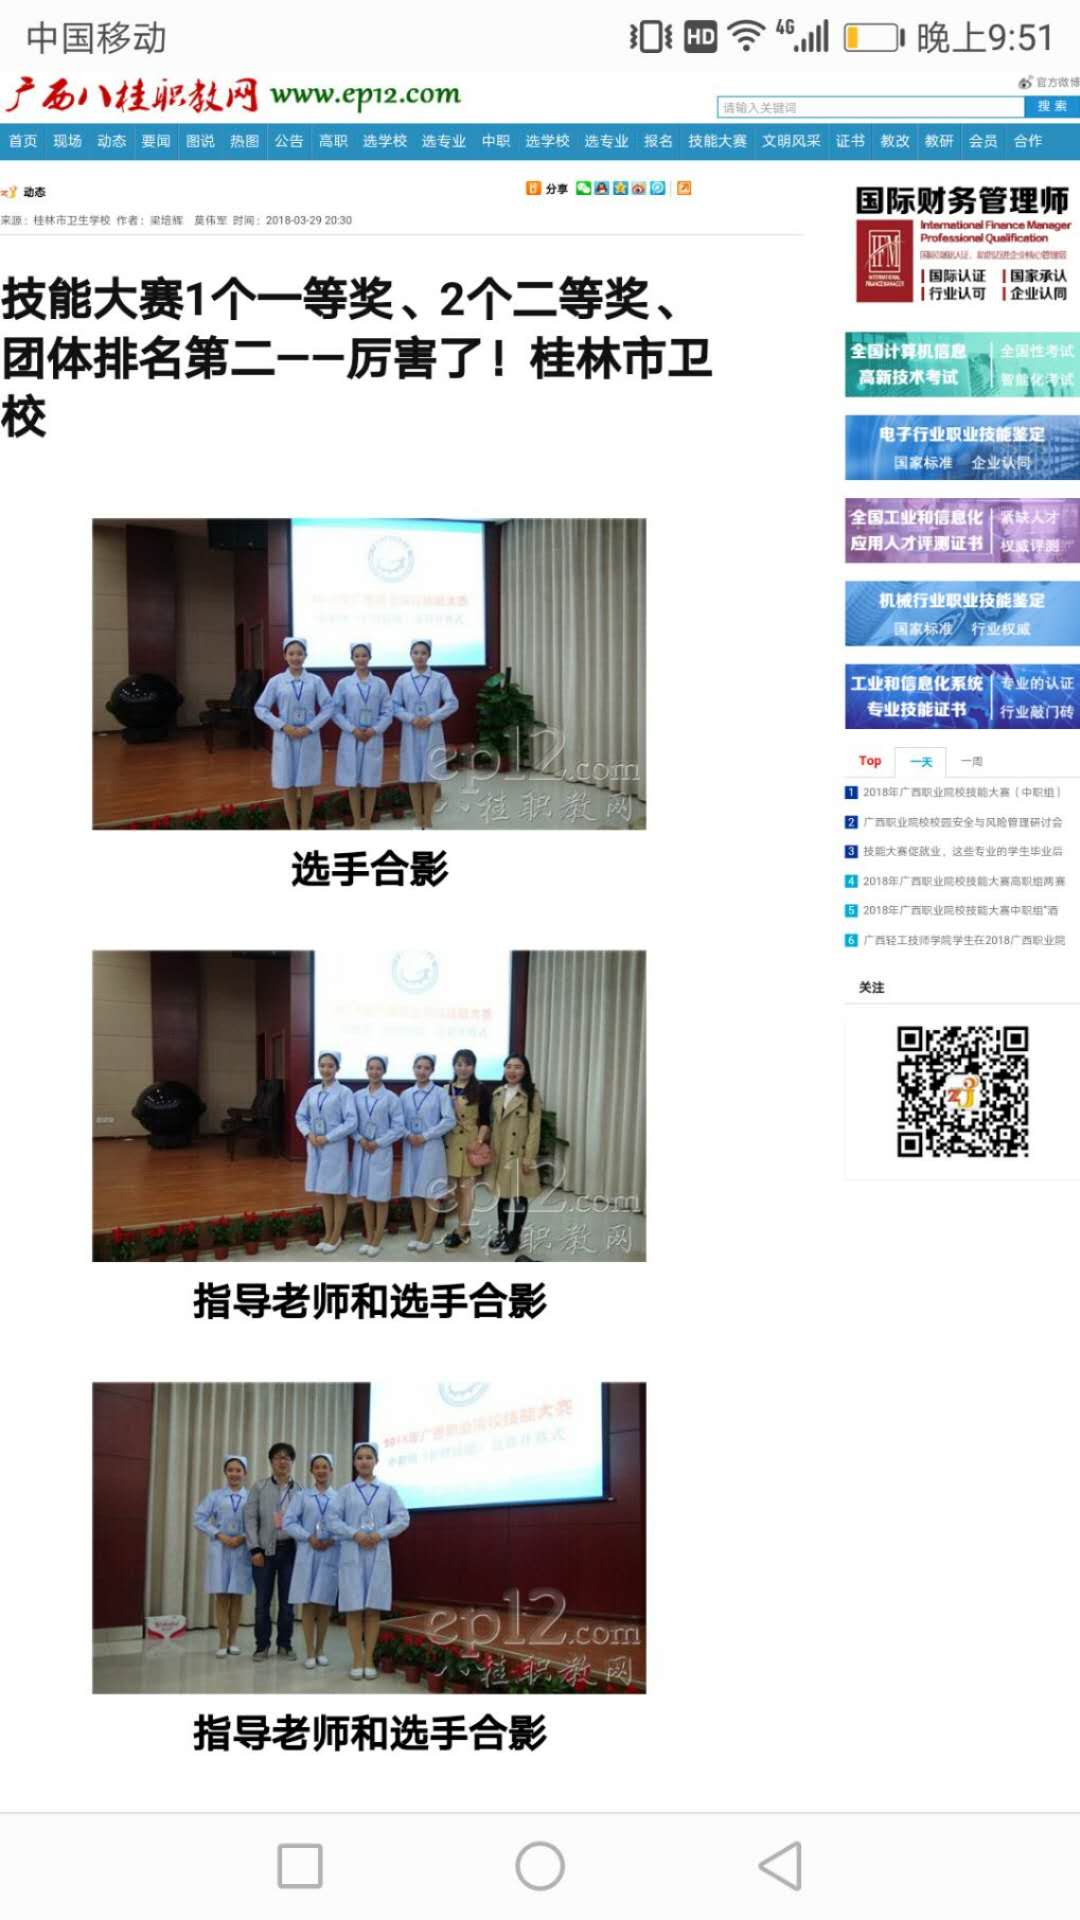 中国移动
HD 4G 晚上9:51
广西八桂职教网 www.ep12.com
官方微博
请输入关键词 搜 索
首页 现场 动态 要闻 图说 热图 公告 高职 选学校 选专业 中职 选学校 选专业 报名 技能大赛 文明风采 证书 教改 教研 会员 合作
动态
分享
来源：桂林市卫生学校 作者：梁培辉 莫伟军 时间：2018-03-29 20:30
技能大赛1个一等奖、2个二等奖、
团体排名第二——厉害了！桂林市卫
校
ep12.com
八桂职教网
选手合影
ep12.com
八桂职教网
指导老师和选手合影
2018年广西职业院校技能大赛
ep12.com
八桂职教网
指导老师和选手合影
国际财务管理师
International Finance Manager
Professional Qualification
IFM
INTERNATIONAL
FINANCE MANAGER
国际认证 国家承认
行业认可 企业认同
全国计算机信息 全国性考试
高新技术考试 智能化考试
电子行业职业技能鉴定
国家标准 企业认同
全国工业和信息化 紧缺人才
应用人才评测证书 权威评测
机械行业职业技能鉴定
国家标准 行业权威
工业和信息化系统 专业的认证
专业技能证书 行业敲门砖
Top 一天 一周
1 2018年广西职业院校技能大赛（中职组）
2 广西职业院校校园安全与风险管理研讨会
3 技能大赛促就业，这些专业的学生毕业后
4 2018年广西职业院校技能大赛高职组两赛
5 2018年广西职业院校技能大赛中职组"酒
6 广西轻工技师学院学生在2018广西职业院
关注